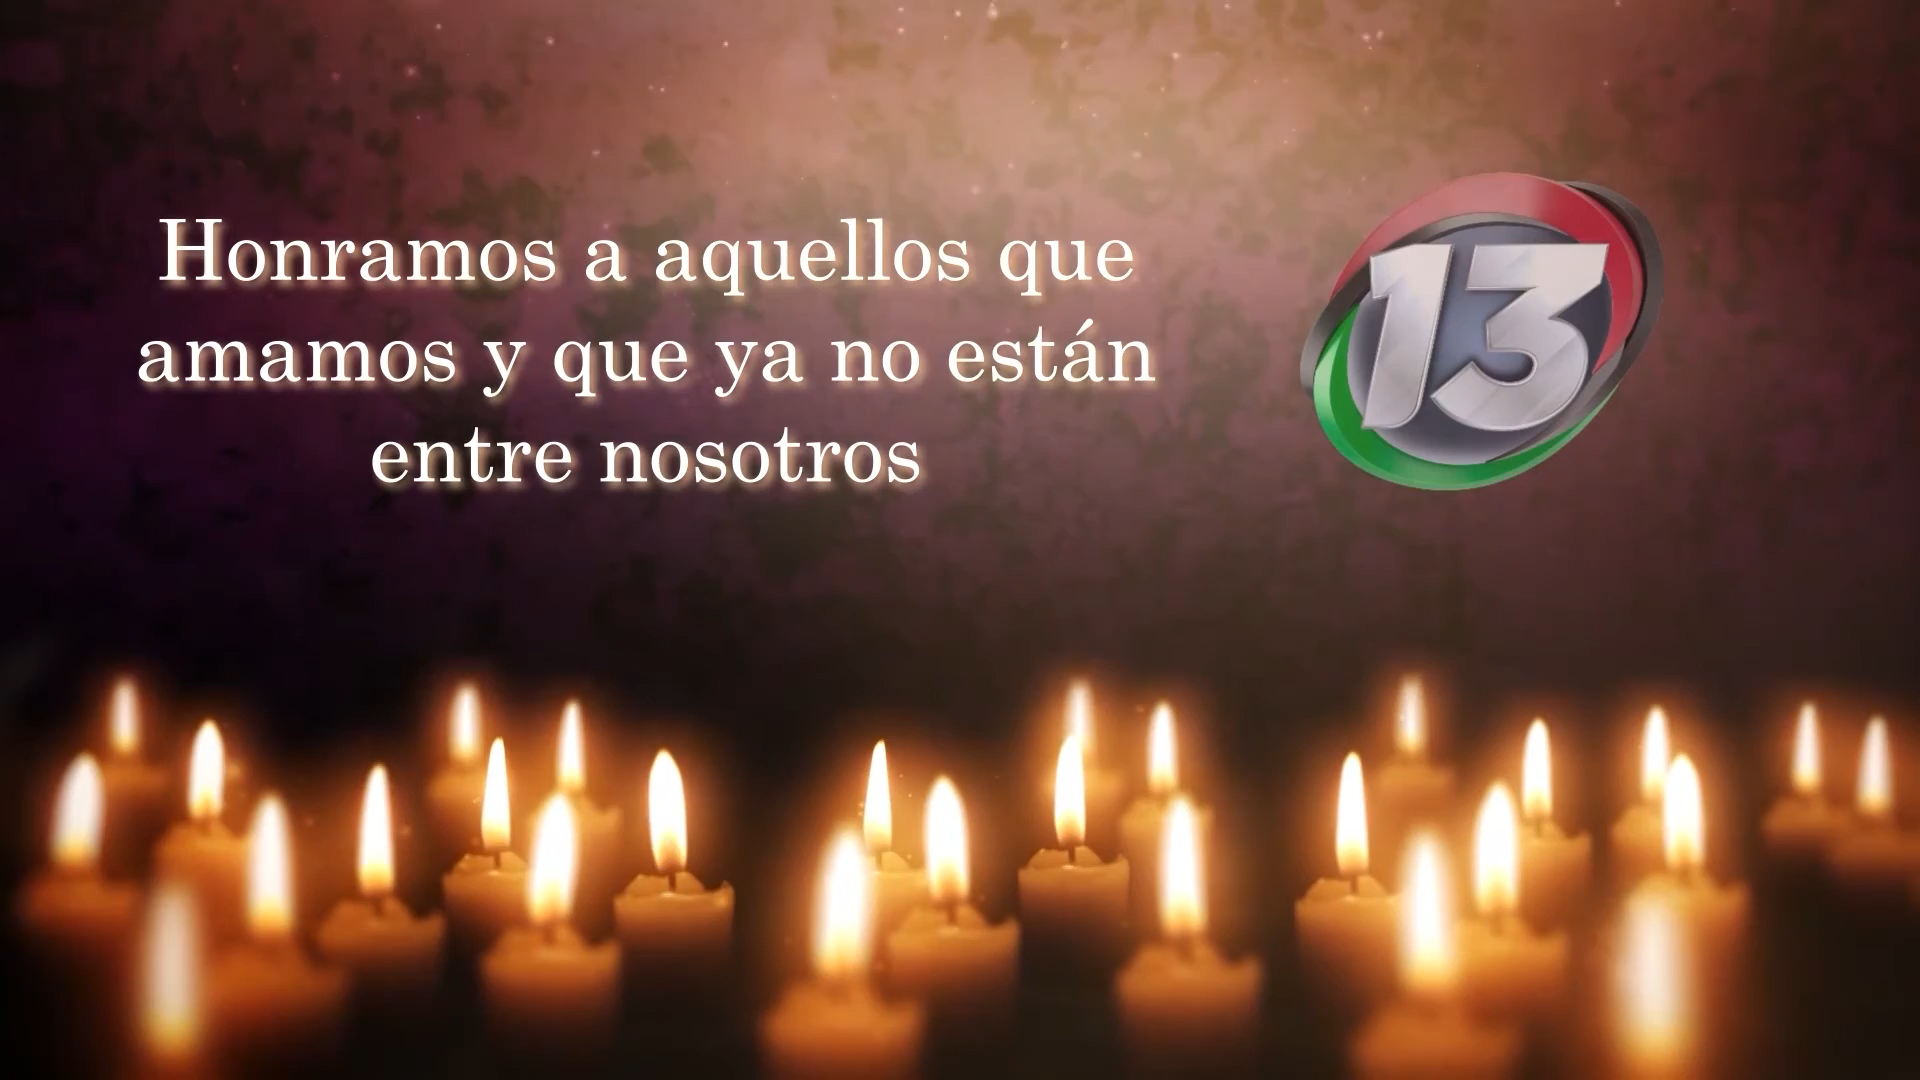 Honramos a aquellos que
amamos y que ya no están
entre nosotros
13